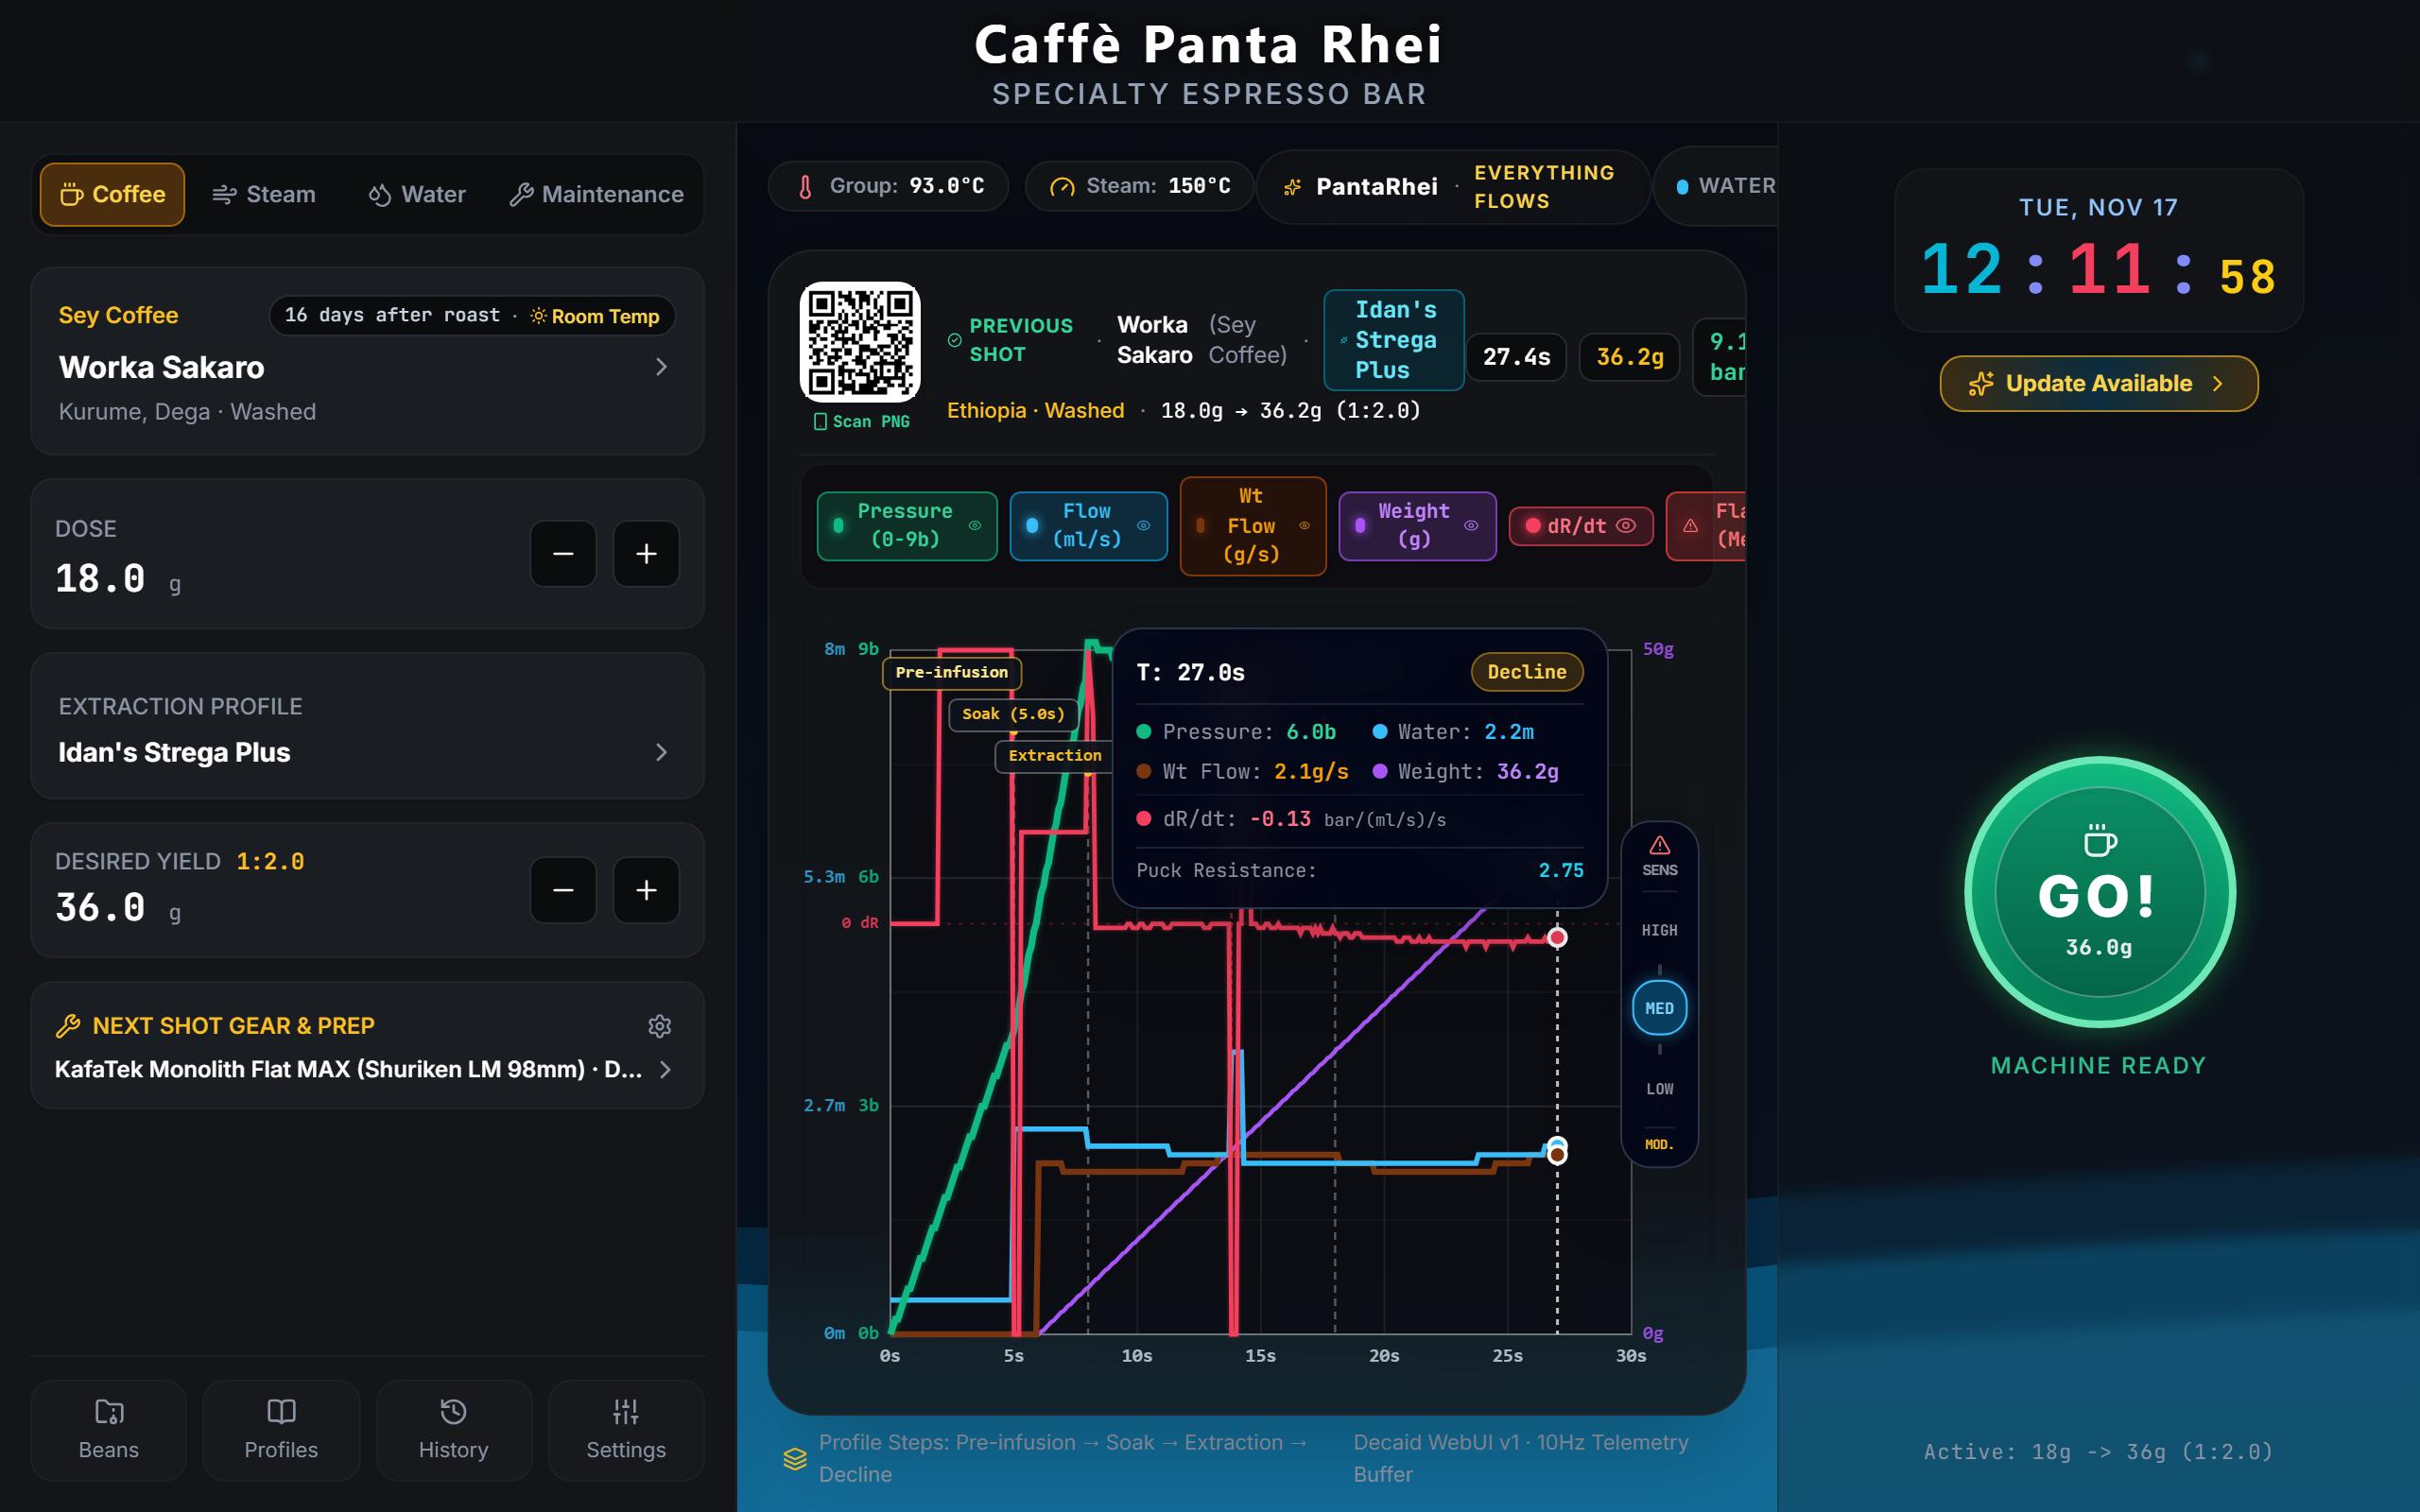 Caffè Panta Rhei
SPECIALTY ESPRESSO BAR
Coffee
Steam
Water
Maintenance
Sey Coffee
16 days after roast · Room Temp
Worka Sakaro
Kurume, Dega · Washed
DOSE
18.0 g
EXTRACTION PROFILE
Idan's Strega Plus
DESIRED YIELD 1:2.0
36.0 g
NEXT SHOT GEAR & PREP
KafaTek Monolith Flat MAX (Shuriken LM 98mm) · D...
Beans
Profiles
History
Settings
Group: 93.0°C
Steam: 150°C
PantaRhei ·
EVERYTHING
FLOWS
WATER
Scan PNG
PREVIOUS
SHOT
·
Worka
Sakaro
(Sey
Coffee)
·
Idan's
Strega
Plus
27.4s
36.2g
9.1
bar
Ethiopia · Washed · 18.0g → 36.2g (1:2.0)
Pressure
(0-9b)
Flow
(ml/s)
Wt
Flow
(g/s)
Weight
(g)
dR/dt
8m 9b
5.3m 6b
0 dR
2.7m 3b
0m 0b
50g
0g
Pre-infusion
Soak (5.0s)
Extraction
T: 27.0s
Decline
Pressure: 6.0b
Water: 2.2m
Wt Flow: 2.1g/s
Weight: 36.2g
dR/dt: -0.13 bar/(ml/s)/s
Puck Resistance: 2.75
0s 5s 10s 15s 20s 25s 30s
SENS
HIGH
MED
LOW
MOD.
Profile Steps: Pre-infusion → Soak → Extraction →
Decline
Decaid WebUI v1 · 10Hz Telemetry
Buffer
TUE, NOV 17
12 : 11 : 58
Update Available
GO!
36.0g
MACHINE READY
Active: 18g -> 36g (1:2.0)